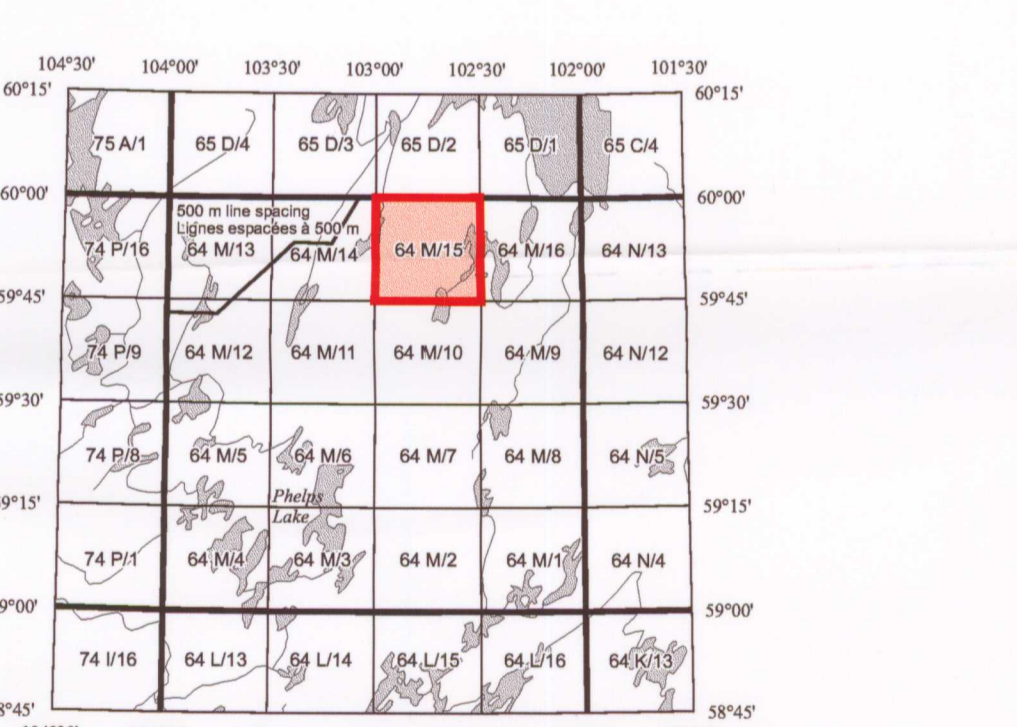 104°30' 104°00' 103°30' 103°00' 102°30' 102°00' 101°30'
60°15' 60°15'
75 A/1 65 D/4 65 D/3 65 D/2 65 D/1 65 C/4
60°00' 60°00'
500 m line spacing
Lignes espacées à 500 m
74 P/16 64 M/13 64 M/14 64 M/15 64 M/16 64 N/13
59°45' 59°45'
74 P/9 64 M/12 64 M/11 64 M/10 64 M/9 64 N/12
59°30' 59°30'
74 P/8 64 M/5 64 M/6 64 M/7 64 M/8 64 N/5
9°15' 59°15'
Phelps
Lake
74 P/1 64 M/4 64 M/3 64 M/2 64 M/1 64 N/4
9°00' 59°00'
74 I/16 64 L/13 64 L/14 64 L/15 64 L/16 64 K/13
8°45' 58°45'